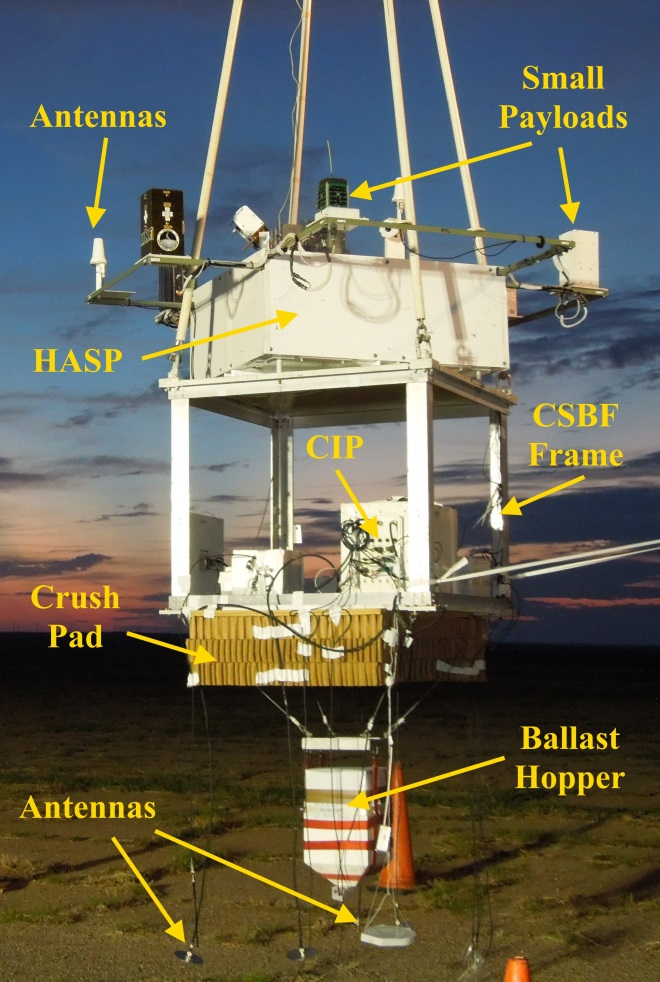 Small
Payloads
Antennas
HASP
CSBF
Frame
CIP
Crush
Pad
Ballast
Hopper
Antennas